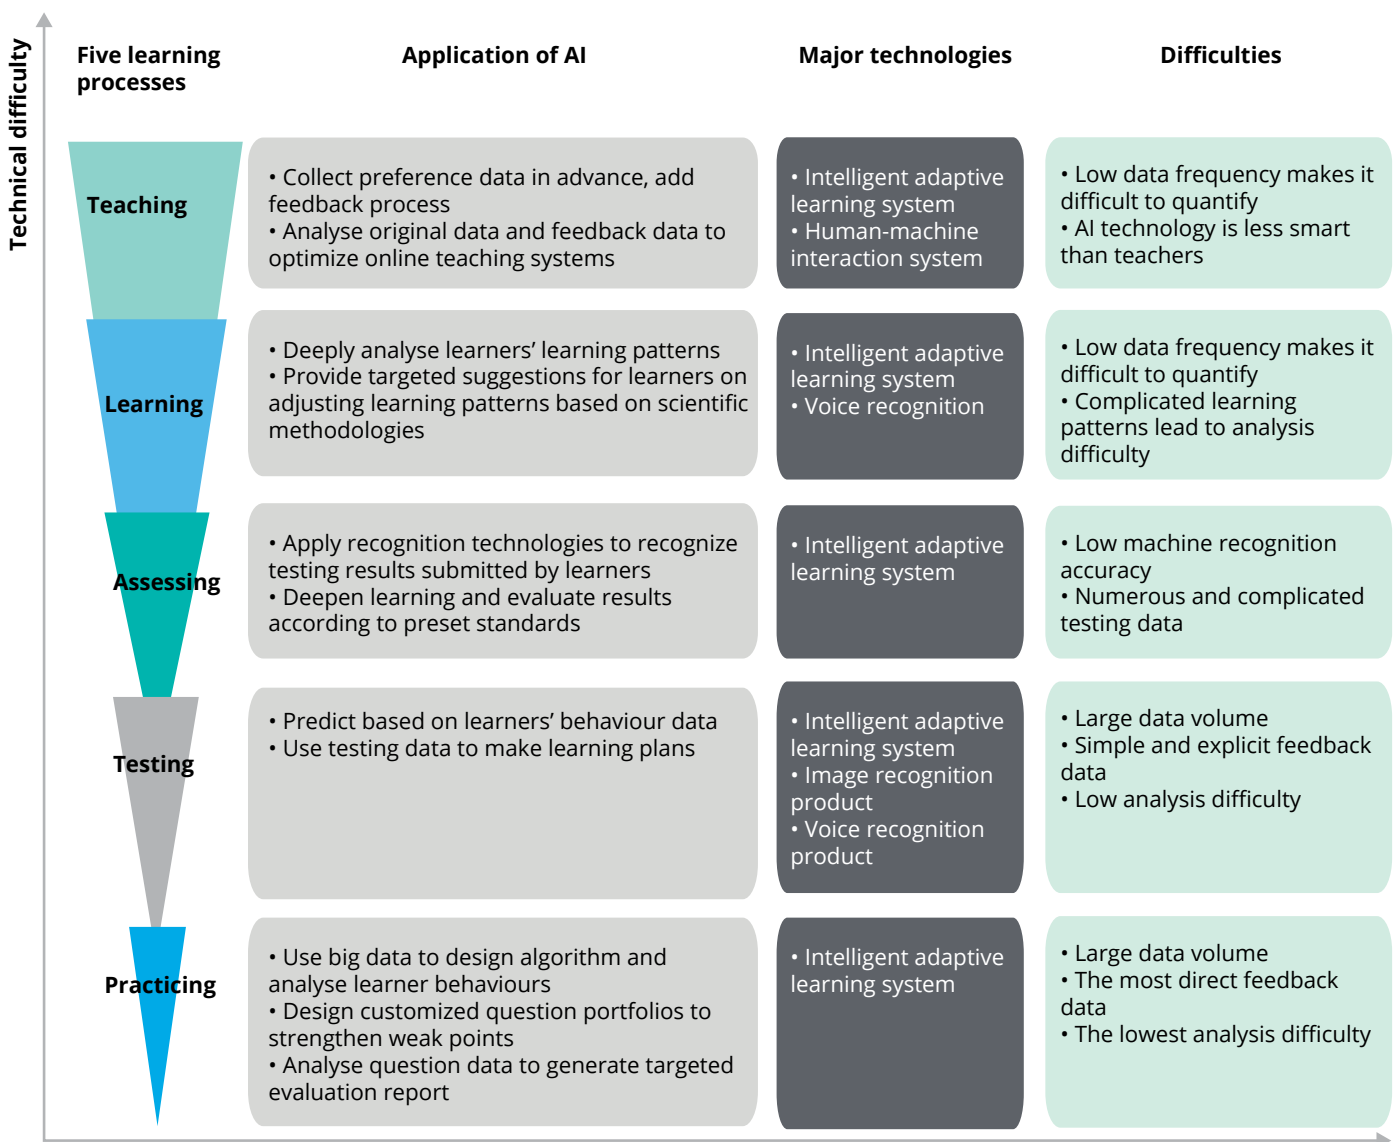 Technical difficulty
Five learning
processes
Application of AI
Major technologies
Difficulties
Teaching
• Collect preference data in advance, add
feedback process
• Analyse original data and feedback data to
optimize online teaching systems
• Intelligent adaptive
learning system
• Human-machine
interaction system
• Low data frequency makes it
difficult to quantify
• AI technology is less smart
than teachers
Learning
• Deeply analyse learners’ learning patterns
• Provide targeted suggestions for learners on
adjusting learning patterns based on scientific
methodologies
• Intelligent adaptive
learning system
• Voice recognition
• Low data frequency makes it
difficult to quantify
• Complicated learning
patterns lead to analysis
difficulty
Assessing
• Apply recognition technologies to recognize
testing results submitted by learners
• Deepen learning and evaluate results
according to preset standards
• Intelligent adaptive
learning system
• Low machine recognition
accuracy
• Numerous and complicated
testing data
Testing
• Predict based on learners’ behaviour data
• Use testing data to make learning plans
• Intelligent adaptive
learning system
• Image recognition
product
• Voice recognition
product
• Large data volume
• Simple and explicit feedback
data
• Low analysis difficulty
Practicing
• Use big data to design algorithm and
analyse learner behaviours
• Design customized question portfolios to
strengthen weak points
• Analyse question data to generate targeted
evaluation report
• Intelligent adaptive
learning system
• Large data volume
• The most direct feedback
data
• The lowest analysis difficulty